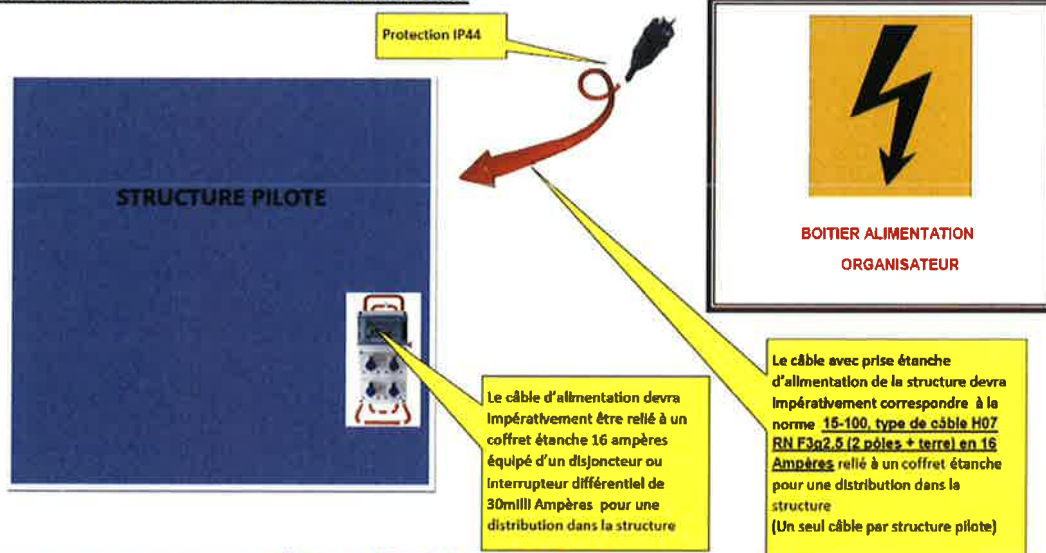 Protection IP44
STRUCTURE PILOTE
BOITIER ALIMENTATION
ORGANISATEUR
Le câble d'alimentation devra
Impérativement être relié à un
coffret étanche 16 ampères
équipé d'un disjoncteur ou
Interrupteur différentiel de
30milli Ampères pour une
distribution dans la structure
Le câble avec prise étanche
d'alimentation de la structure devra
Impérativement correspondre à la
norme 15-100, type de câble H07
RN F3g2.5 (2 pôles + terre) en 16
Ampères relié à un coffret étanche
pour une distribution dans la
structure
(Un seul câble par structure pilote)